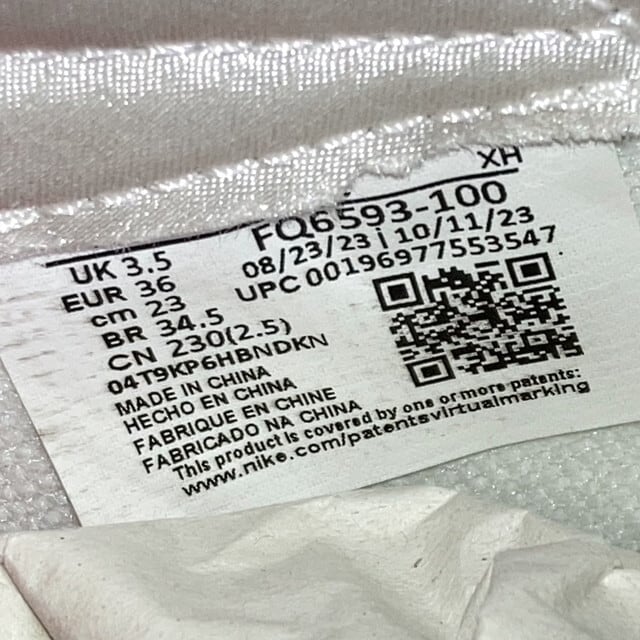 XH
FQ6593-100
08/23/23 | 10/11/23
UPC 00196977553547
UK 3.5
EUR 36
cm 23
BR 34.5
CN 230(2.5)
04T9KP6HBNDKN
MADE IN CHINA
HECHO EN CHINA
FABRIQUE EN CHINE
FABRICADO NA CHINA
This product is covered by one or more patents:
www.nike.com/patentsvirtualmarking